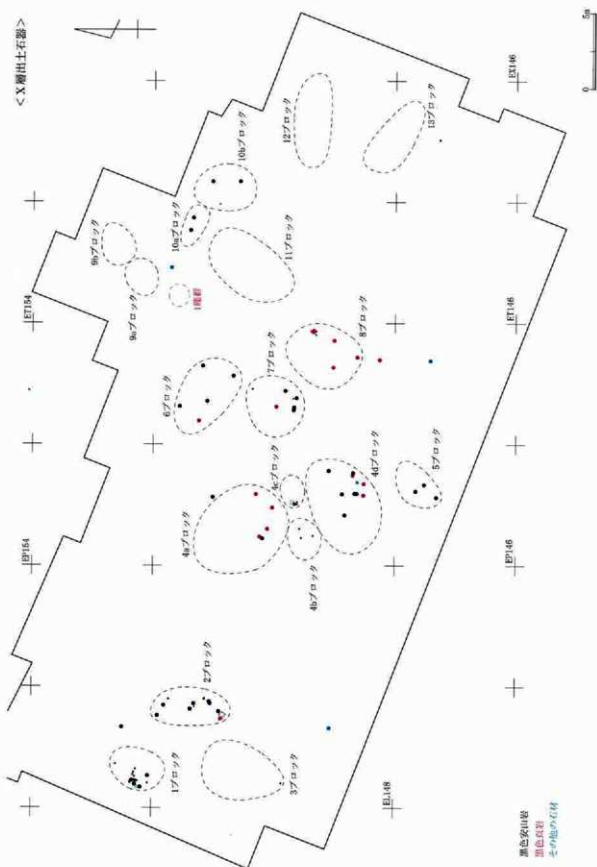 <X層出土石器>
5m
0
EX146
12ブロック
13ブロック
10bブロック
10aブロック
11ブロック
9bブロック
9aブロック
1礫群
ET154
ET146
6ブロック
7ブロック
8ブロック
4aブロック
4cブロック
4bブロック
4dブロック
5ブロック
EP154
EP146
2ブロック
1ブロック
3ブロック
EL148
黒色安山岩
黒色頁岩
その他の石材